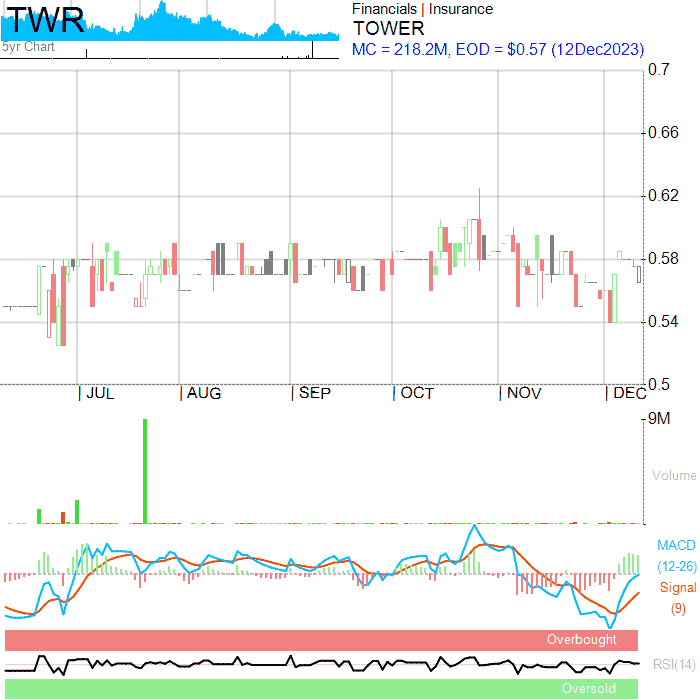 TWR
5yr Chart
Financials | Insurance
TOWER
MC = 218.2M, EOD = $0.57 (12Dec2023)
0.7
0.66
0.62
0.58
0.54
0.5
| JUL | AUG | SEP | OCT | NOV | DEC
9M
Volume
MACD
(12-26)
Signal
(9)
Overbought
RSI(14)
Oversold